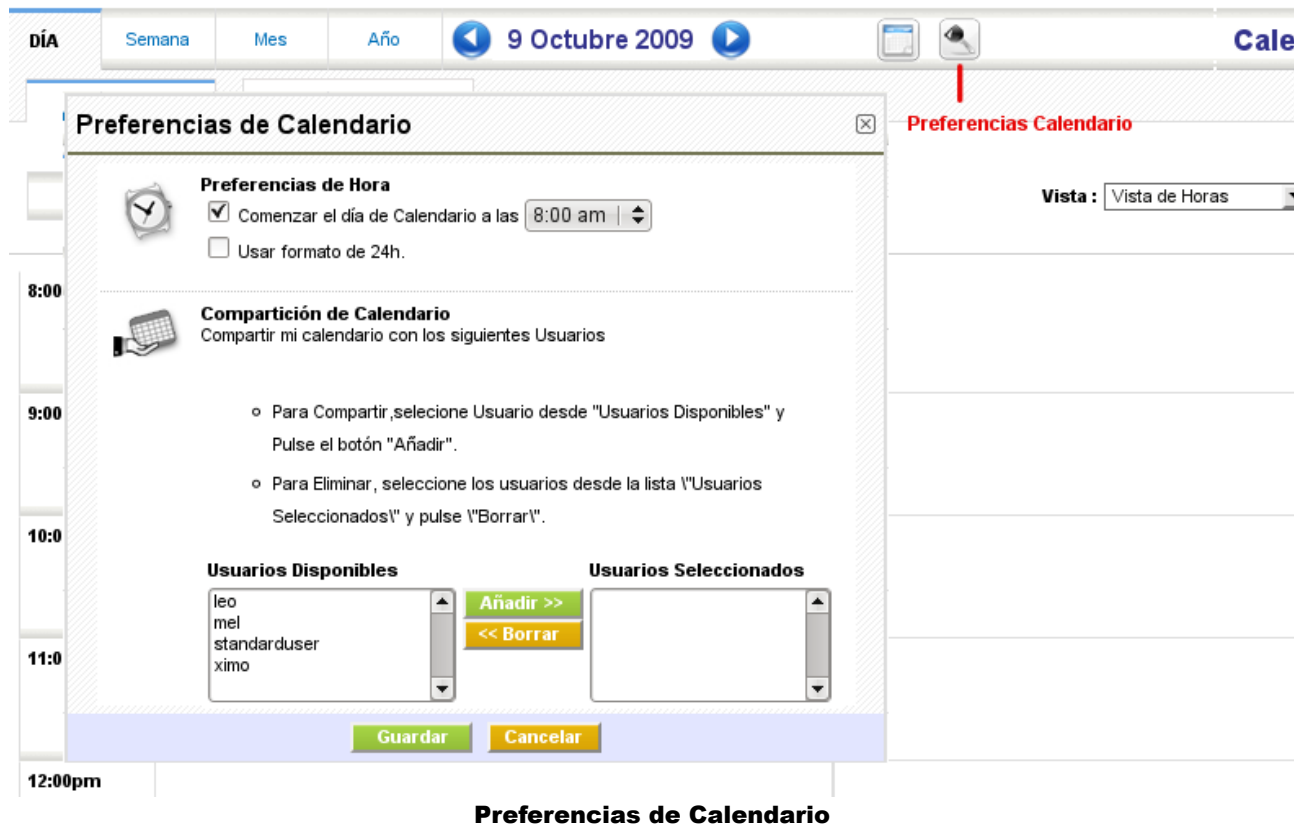 DÍA Semana Mes Año 9 Octubre 2009 Cale
Preferencias de Calendario
Preferencias Calendario
Preferencias de Hora
Comenzar el día de Calendario a las 8:00 am
Usar formato de 24h.
Vista : Vista de Horas
8:00
Compartición de Calendario
Compartir mi calendario con los siguientes Usuarios
9:00
Para Compartir,selecione Usuario desde "Usuarios Disponibles" y
Pulse el botón "Añadir".
Para Eliminar, seleccione los usuarios desde la lista \"Usuarios
Seleccionados\" y pulse \"Borrar\".
10:0
Usuarios Disponibles Usuarios Seleccionados
leo
mel
standarduser
ximo
Añadir >>
<< Borrar
11:0
Guardar Cancelar
12:00pm
Preferencias de Calendario